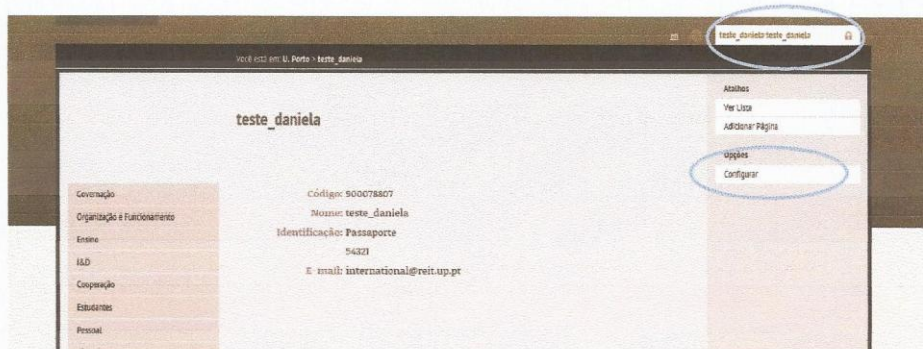 teste_daniela teste_daniela
Você está em: U. Porto > teste_daniela
teste_daniela
Governação
Organização e Funcionamento
Ensino
I&D
Cooperação
Estudantes
Pessoal
Código: 500078807
Nome: teste_daniela
Identificação: Passaporte
54321
E-mail: international@reit.up.pt
Atalhos
Ver Lista
Adicionar Página
Opções
Configurar